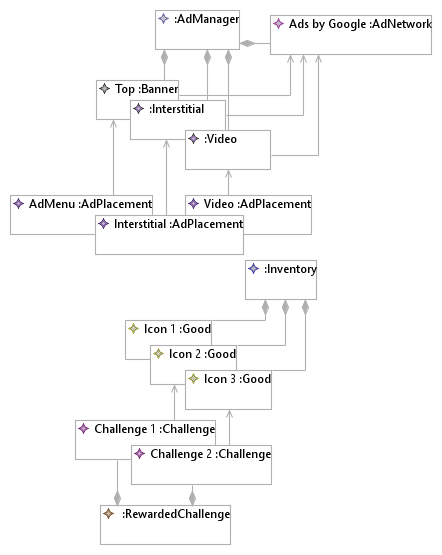 :AdManager
Ads by Google :AdNetwork
Top :Banner
:Interstitial
:Video
AdMenu :AdPlacement
Video :AdPlacement
Interstitial :AdPlacement
:Inventory
Icon 1 :Good
Icon 2 :Good
Icon 3 :Good
Challenge 1 :Challenge
Challenge 2 :Challenge
:RewardedChallenge